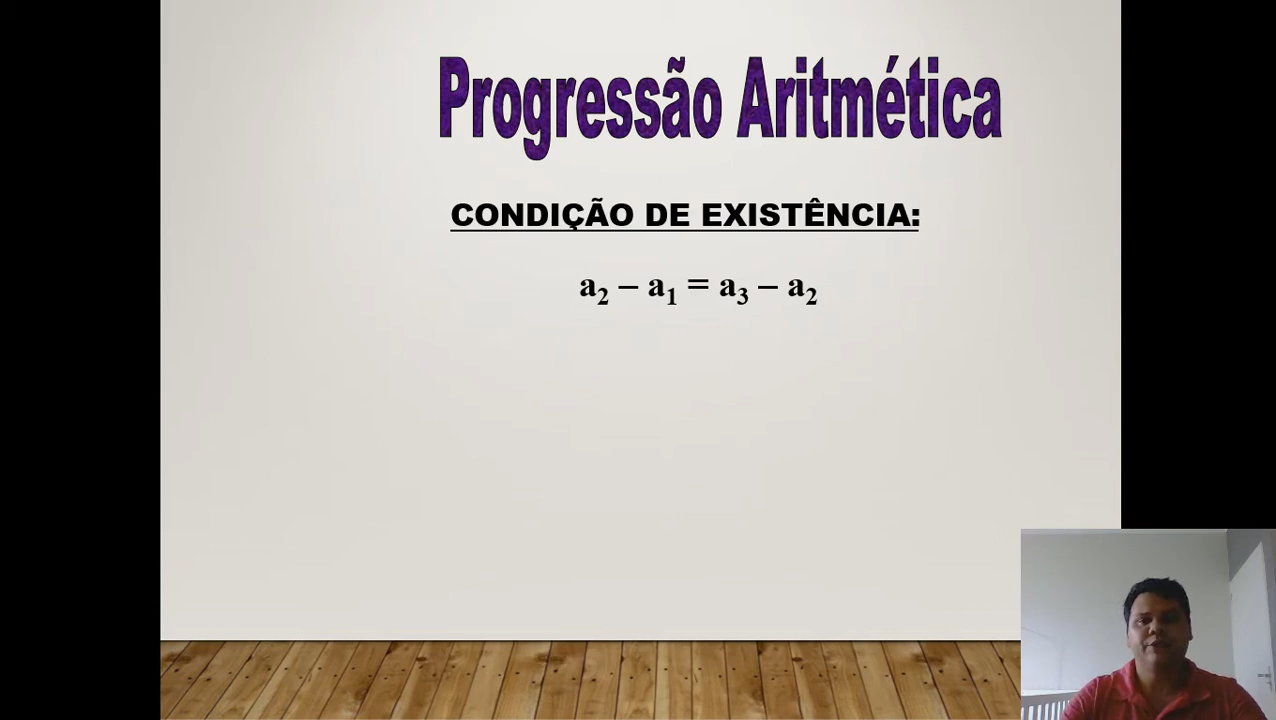 Progressão Aritmética
CONDIÇÃO DE EXISTÊNCIA:
a₂ – a₁ = a₃ – a₂